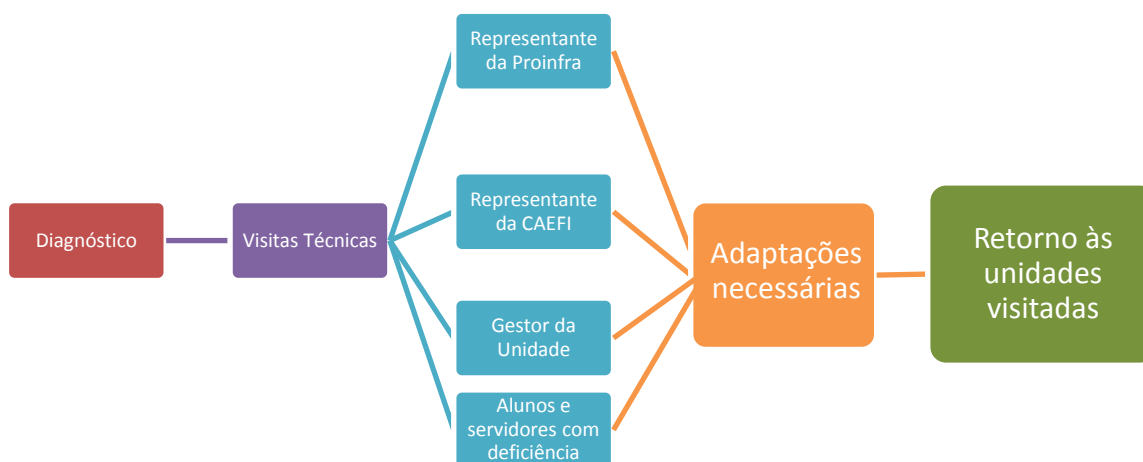 Diagnóstico
Visitas Técnicas
Representante
da Proinfra
Representante
da CAEFI
Gestor da
Unidade
Alunos e
servidores com
deficiência
Adaptações
necessárias
Retorno às
unidades
visitadas